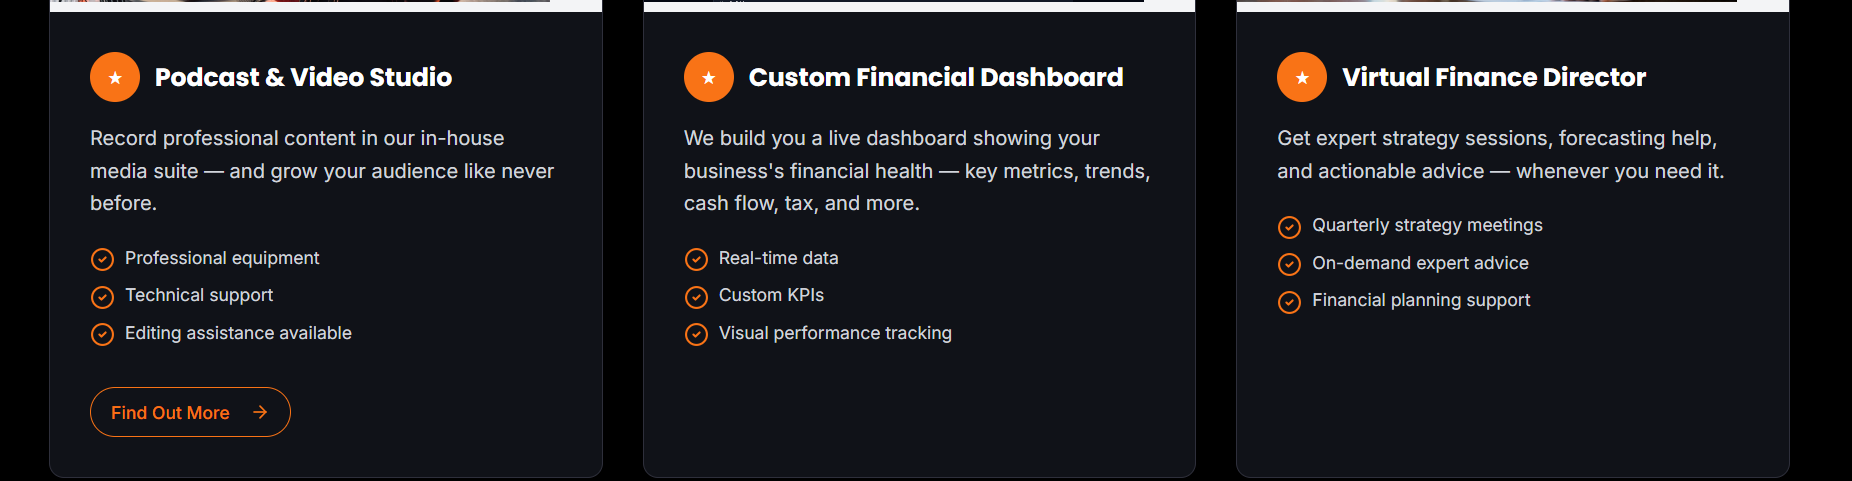 Podcast & Video Studio
Record professional content in our in-house
media suite — and grow your audience like never
before.
Professional equipment
Technical support
Editing assistance available
Find Out More
Custom Financial Dashboard
We build you a live dashboard showing your
business's financial health — key metrics, trends,
cash flow, tax, and more.
Real-time data
Custom KPIs
Visual performance tracking
Virtual Finance Director
Get expert strategy sessions, forecasting help,
and actionable advice — whenever you need it.
Quarterly strategy meetings
On-demand expert advice
Financial planning support